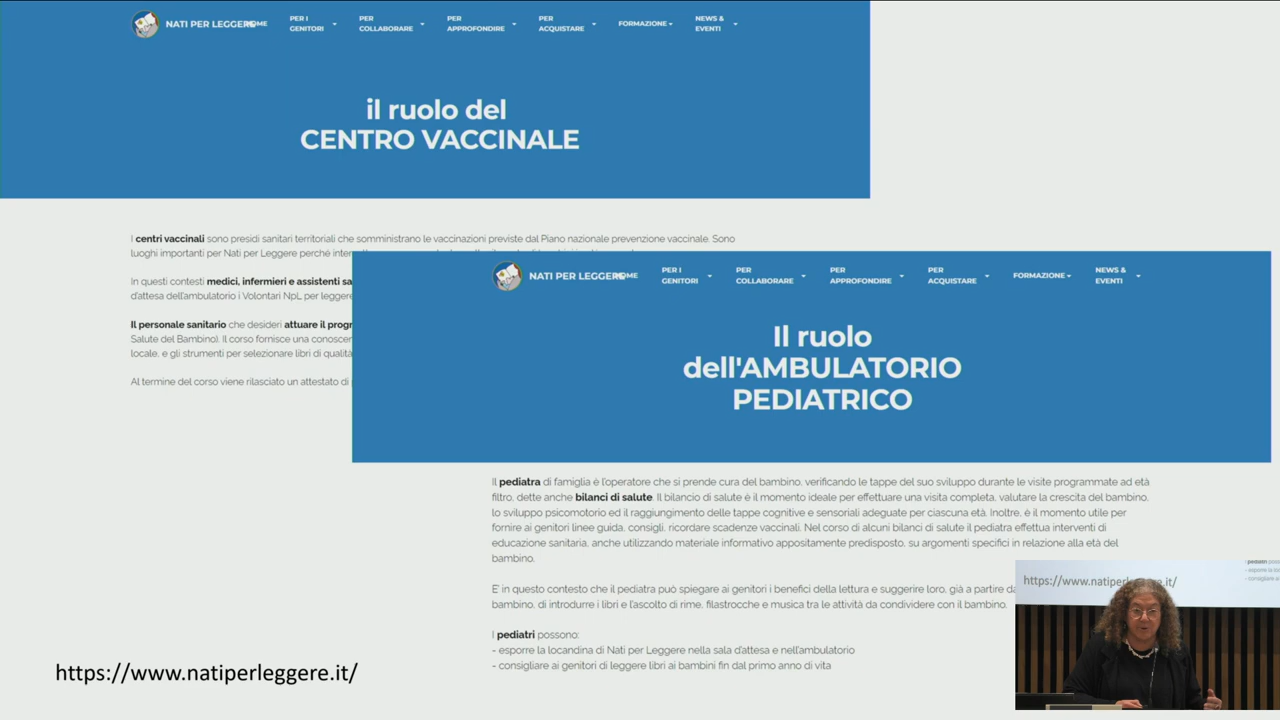 NATI PER LEGGERE
HOME
PER I
GENITORI
PER
COLLABORARE
PER
APPROFONDIRE
PER
ACQUISTARE
FORMAZIONE
NEWS &
EVENTI
il ruolo del
CENTRO VACCINALE
I centri vaccinali sono presidi sanitari territoriali che somministrano le vaccinazioni previste dal Piano nazionale prevenzione vaccinale. Sono
luoghi importanti per Nati per Leggere perché
In questi contesti medici, infermieri e assistenti
d'attesa dell'ambulatorio i Volontari NpL per leggere
Il personale sanitario che desideri attuare il
Salute del Bambino). Il corso fornisce una
locale, e gli strumenti per selezionare libri di qualità
Al termine del corso viene rilasciato un attestato di
NATI PER LEGGERE
HOME
PER I
GENITORI
PER
COLLABORARE
PER
APPROFONDIRE
PER
ACQUISTARE
FORMAZIONE
NEWS &
EVENTI
Il ruolo
dell'AMBULATORIO
PEDIATRICO
Il pediatra di famiglia è l'operatore che si prende cura del bambino, verificando le tappe del suo sviluppo durante le visite programmate ad età
filtro, dette anche bilanci di salute. Il bilancio di salute è il momento ideale per effettuare una visita completa, valutare la crescita del bambino,
lo sviluppo psicomotorio ed il raggiungimento delle tappe cognitive e sensoriali adeguate per ciascuna età. Inoltre, è il momento utile per
fornire ai genitori linee guida, consigli, ricordare scadenze vaccinali. Nel corso di alcuni bilanci di salute il pediatra effettua interventi di
educazione sanitaria, anche utilizzando materiale informativo appositamente predisposto, su argomenti specifici in relazione alla età del
bambino.
E' in questo contesto che il pediatra può spiegare ai genitori i benefici della lettura e suggerire loro, già a partire
bambino, di introdurre i libri e l'ascolto di rime, filastrocche e musica tra le attività da condividere con il bambino.
I pediatri possono:
- esporre la locandina di Nati per Leggere nella sala d'attesa e nell'ambulatorio
- consigliare ai genitori di leggere libri ai bambini fin dal primo anno di vita
https://www.natiperleggere.it/